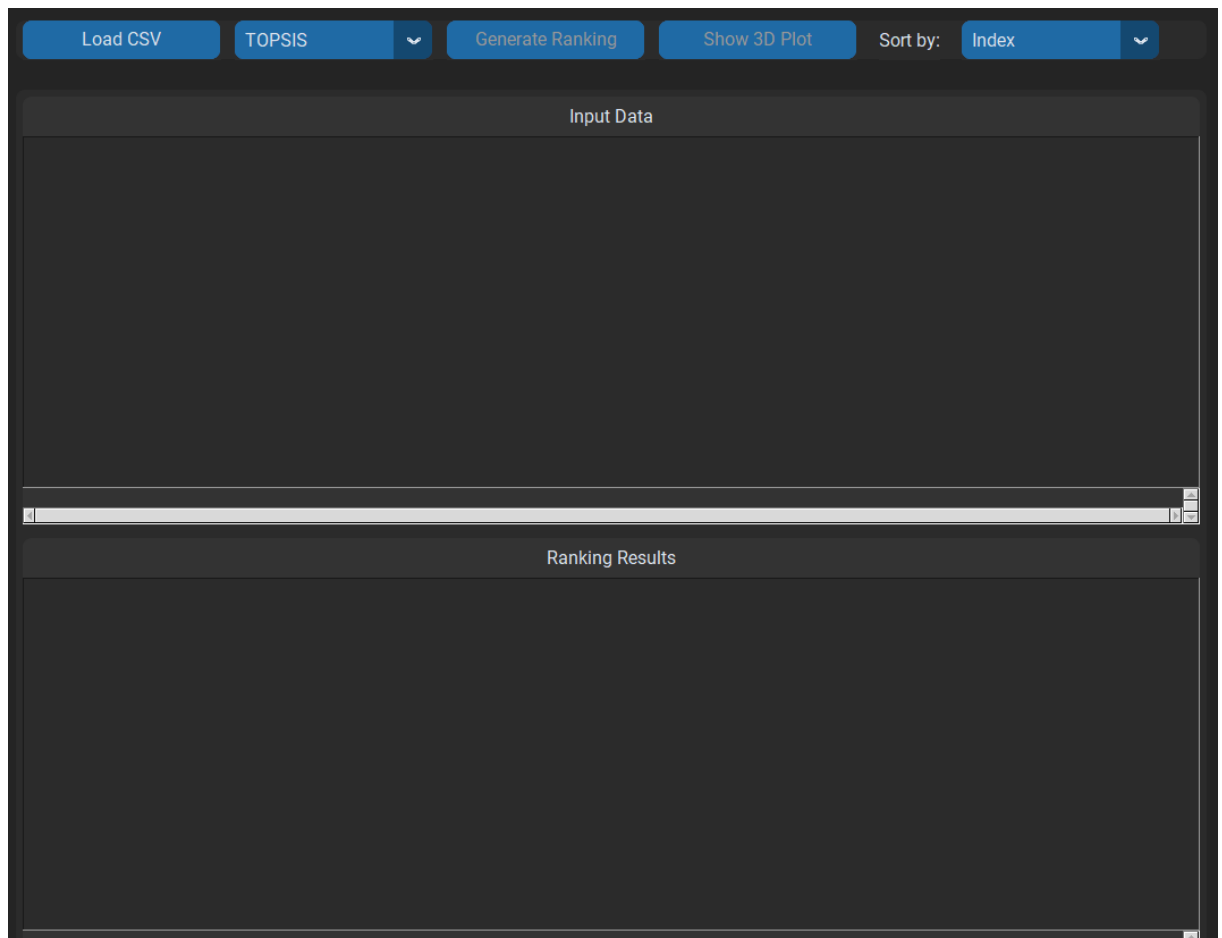 Load CSV TOPSIS Generate Ranking Show 3D Plot Sort by: Index
Input Data
Ranking Results